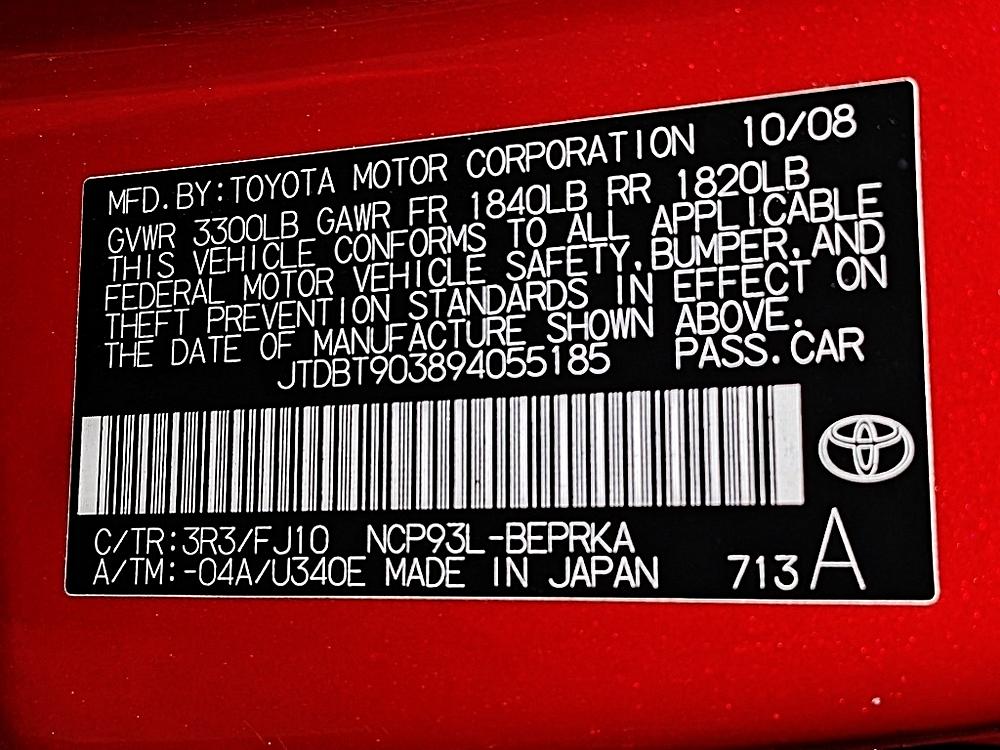 MFD. BY: TOYOTA MOTOR CORPORATION 10/08
GVWR 3300LB GAWR FR 1840LB RR 1820LB
THIS VEHICLE CONFORMS TO ALL APPLICABLE
FEDERAL MOTOR VEHICLE SAFETY, BUMPER, AND
THEFT PREVENTION STANDARDS IN EFFECT ON
THE DATE OF MANUFACTURE SHOWN ABOVE.
JTDBT903894055185 PASS. CAR
C/TR:3R3/FJ10 NCP93L-BEPRKA
A/TM:-04A/U340E MADE IN JAPAN 713 A